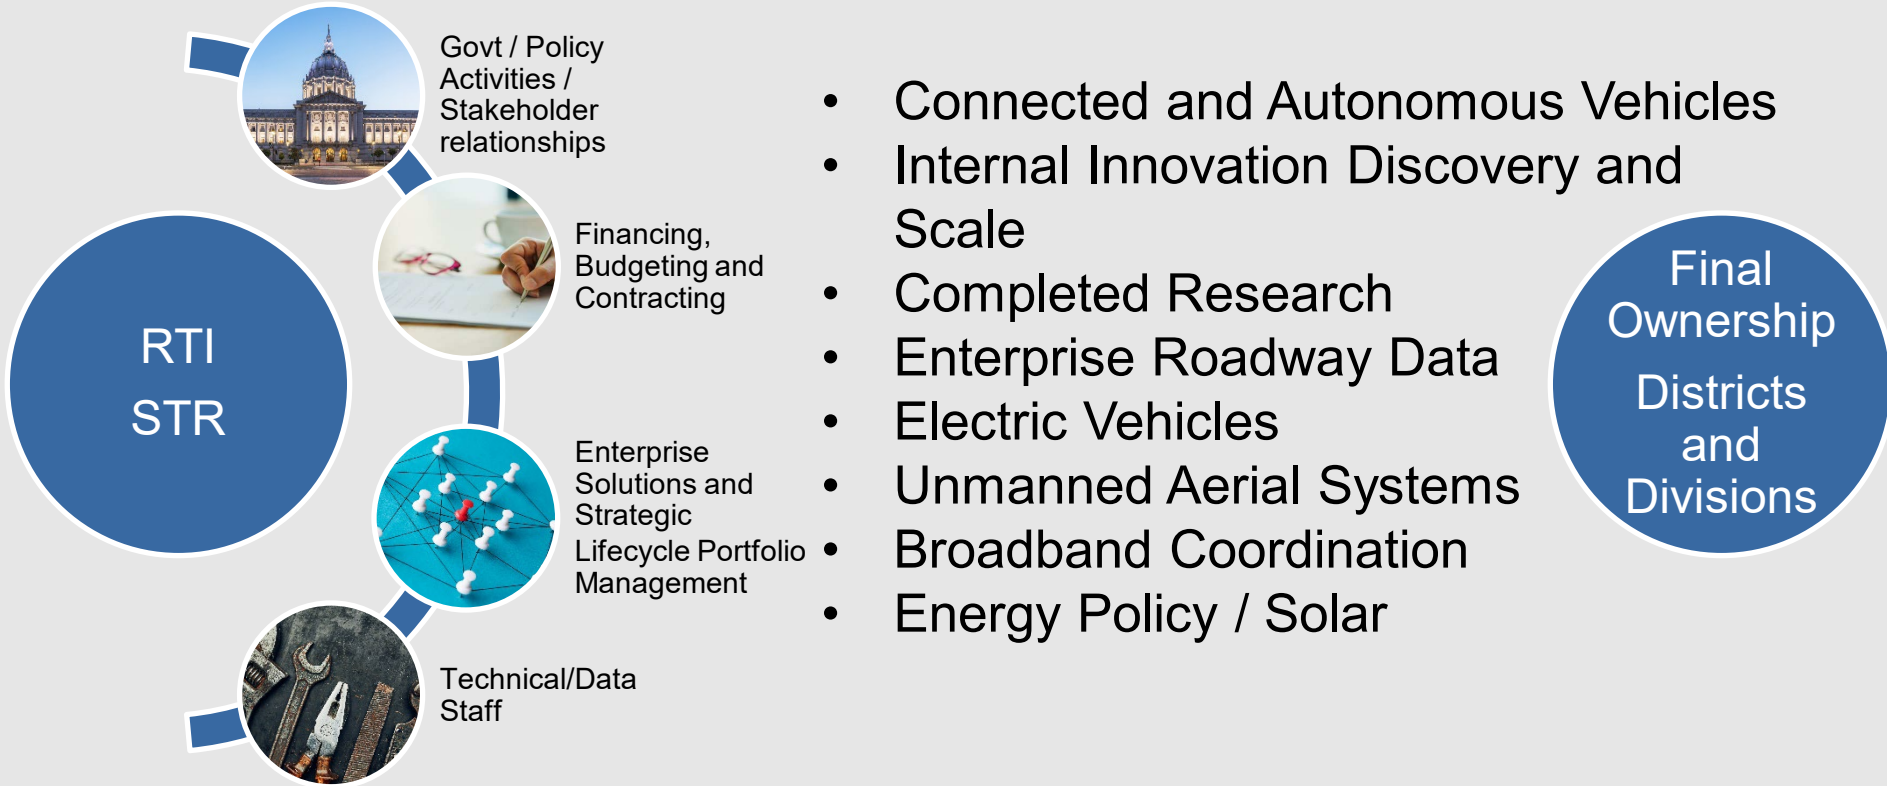 RTI
STR
Govt / Policy
Activities /
Stakeholder
relationships
Financing,
Budgeting and
Contracting
Enterprise
Solutions and
Strategic
Lifecycle Portfolio
Management
Technical/Data
Staff
• Connected and Autonomous Vehicles
• Internal Innovation Discovery and
Scale
• Completed Research
• Enterprise Roadway Data
• Electric Vehicles
• Unmanned Aerial Systems
• Broadband Coordination
• Energy Policy / Solar
Final
Ownership
Districts
and
Divisions